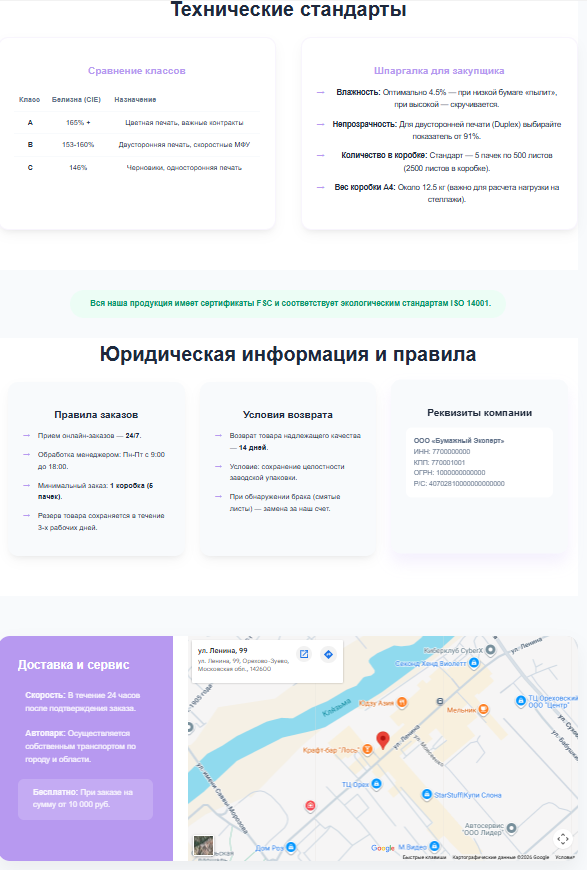 Технические стандарты
Сравнение классов
Класс Белизна (CIE) Назначение
A 165% + Цветная печать, важные контракты
B 153-160% Двусторонняя печать, скоростные МФУ
C 146% Черновики, односторонняя печать
Шпаргалка для закупщика
→ Влажность: Оптимально 4.5% — при низкой бумаге «пылит»,
при высокой — скручивается.
→ Непрозрачность: Для двусторонней печати (Duplex) выбирайте
показатель от 91%.
→ Количество в коробке: Стандарт — 5 пачек по 500 листов
(2500 листов в коробке).
→ Вес коробки А4: Около 12.5 кг (важно для расчета нагрузки на
стеллажи).
Вся наша продукция имеет сертификаты FSC и соответствует экологическим стандартам ISO 14001.
Юридическая информация и правила
Правила заказов
→ Прием онлайн-заказов — 24/7.
→ Обработка менеджером: Пн-Пт с 9:00
до 18:00.
→ Минимальный заказ: 1 коробка (5
пачек).
→ Резерв товара сохраняется в течение
3-х рабочих дней.
Условия возврата
→ Возврат товара надлежащего качества
— 14 дней.
→ Условие: сохранение целостности
заводской упаковки.
→ При обнаружении брака (смятые
листы) — замена за наш счет.
Реквизиты компании
ООО «Бумажный Эксперт»
ИНН: 7700000000
КПП: 770001001
ОГРН: 1000000000000
Доставка и сервис
Скорость: В течение 24 часов
после подтверждения заказа.
Автопарк: Осуществляется
собственным транспортом по
городу и области.
Бесплатно: При заказе на
сумму от 10 000 руб.
ул. Ленина, 99
ул. Ленина, 99, Орехово-Зуево,
Московская обл., 142600
Киберклуб CyberX
Секонд Хенд Виолетт
ТЦ Ореховский
ООО "Центр"
Кидзу Азия
Мельник
Клязьма
ул. Ленина
Крафт-бар "Лось"
ТЦ Орех
StarStuff|Купи Слона
ул. имени Саввы Морозова
Автосервис
"ООО Лидер"
Google
М.Видео
Быстрые клавиши Картографические данные ©2025 Google Условия